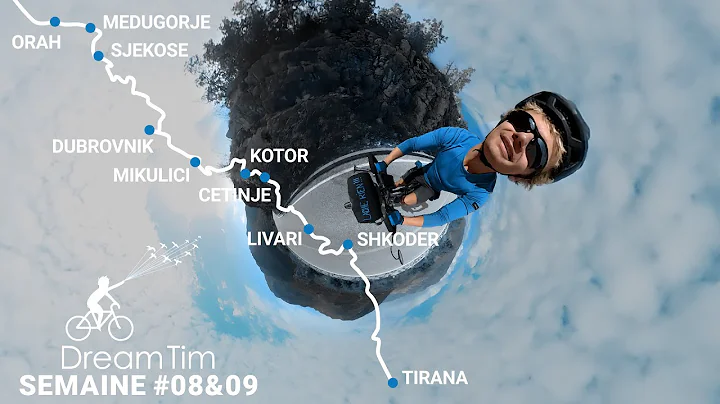 ORAH
MEDUGORJE
SJEKOSE
DUBROVNIK
MIKULICI
KOTOR
CETINJE
LIVARI
SHKODER
TIRANA
DreamTim
SEMAINE #08&09